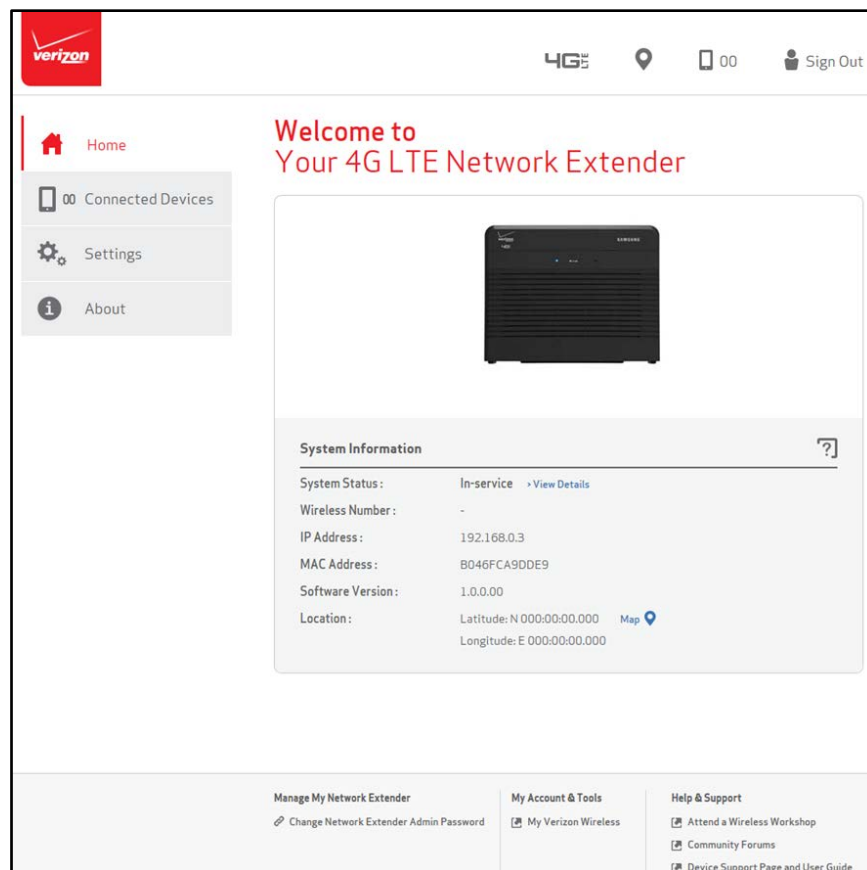 verizon
4G LTE
00
Sign Out
Home
00 Connected Devices
Settings
About
Welcome to
Your 4G LTE Network Extender
verizon
SAMSUNG
4G
System Information
?
System Status : In-service › View Details
Wireless Number : -
IP Address : 192.168.0.3
MAC Address : B046FCA9DDE9
Software Version : 1.0.0.00
Location : Latitude: N 000:00:00.000 Map
Longitude: E 000:00:00.000
Manage My Network Extender
Change Network Extender Admin Password
My Account & Tools
My Verizon Wireless
Help & Support
Attend a Wireless Workshop
Community Forums
Device Support Page and User Guide